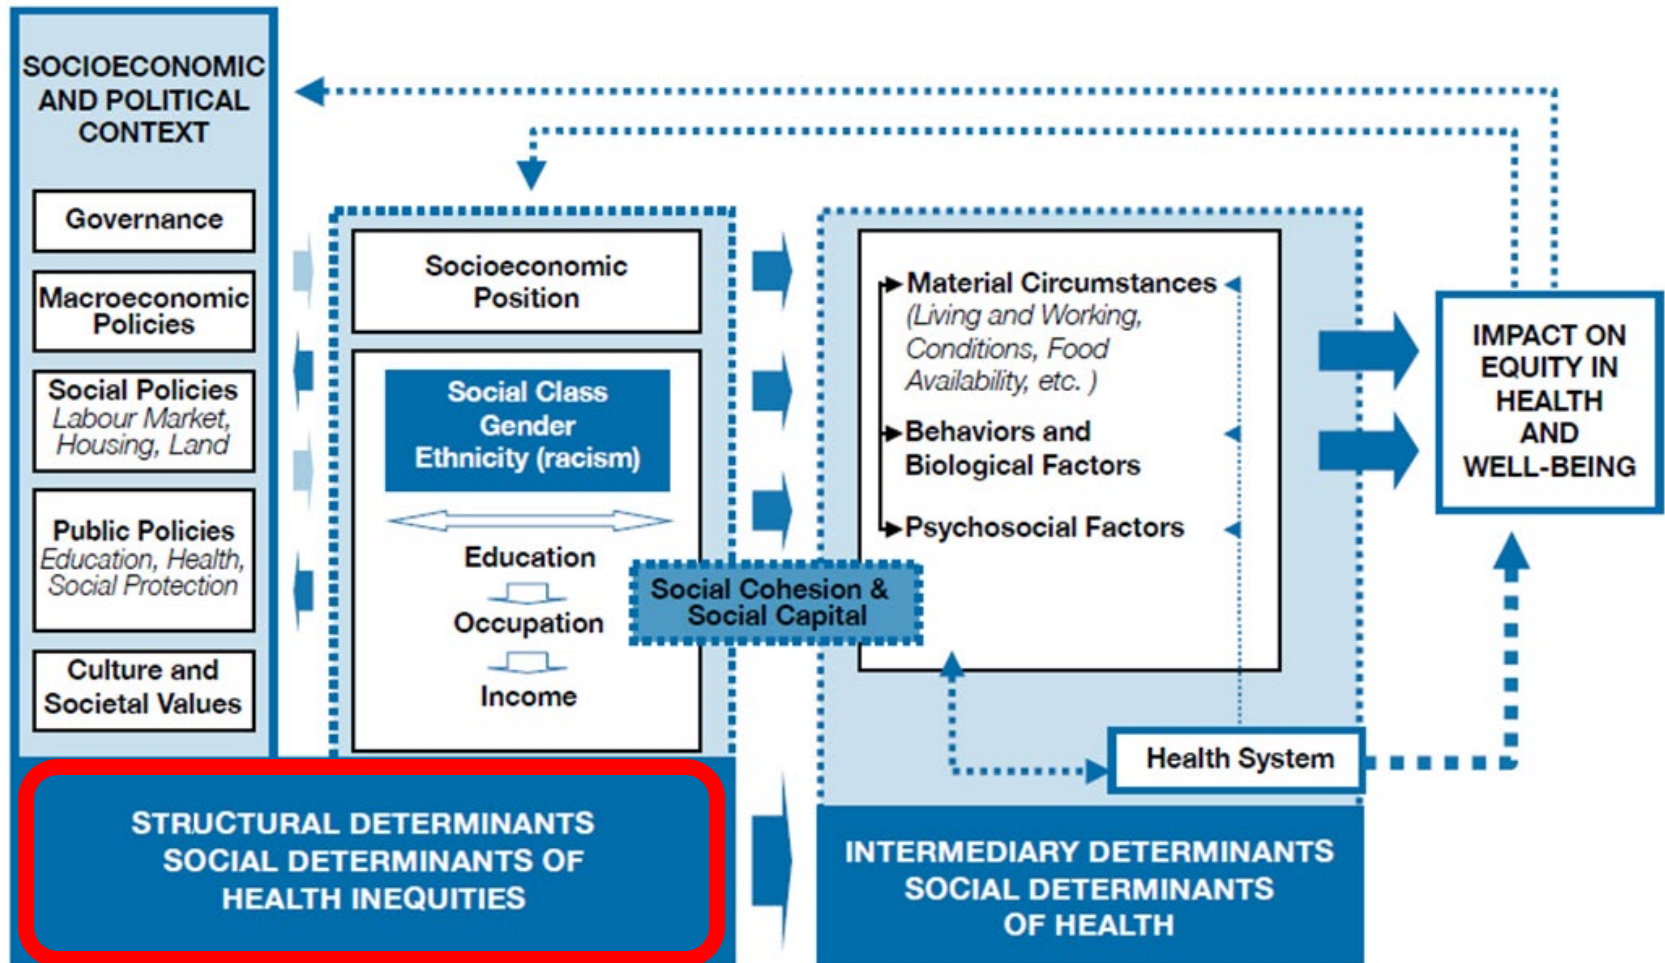 SOCIOECONOMIC
AND POLITICAL
CONTEXT
Governance
Macroeconomic
Policies
Social Policies
Labour Market,
Housing, Land
Public Policies
Education, Health,
Social Protection
Culture and
Societal Values
Socioeconomic
Position
Social Class
Gender
Ethnicity (racism)
Education
Occupation
Income
Social Cohesion &
Social Capital
Material Circumstances
(Living and Working,
Conditions, Food
Availability, etc. )
Behaviors and
Biological Factors
Psychosocial Factors
Health System
IMPACT ON
EQUITY IN
HEALTH
AND
WELL-BEING
STRUCTURAL DETERMINANTS
SOCIAL DETERMINANTS OF
HEALTH INEQUITIES
INTERMEDIARY DETERMINANTS
SOCIAL DETERMINANTS
OF HEALTH